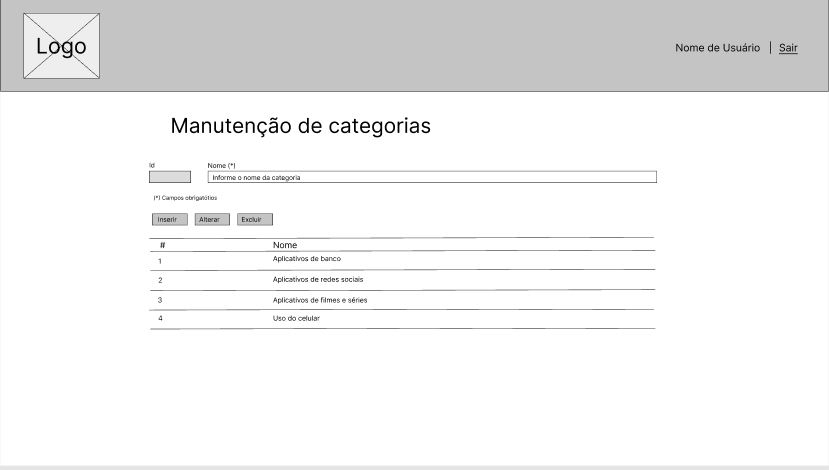 Logo
Nome de Usuário | Sair
Manutenção de categorias
Id
Nome (*)
Informe o nome da categoria
(*) Campos obrigatótios
Inserir Alterar Excluir
# Nome
1 Aplicativos de banco
2 Aplicativos de redes sociais
3 Aplicativos de filmes e séries
4 Uso do celular